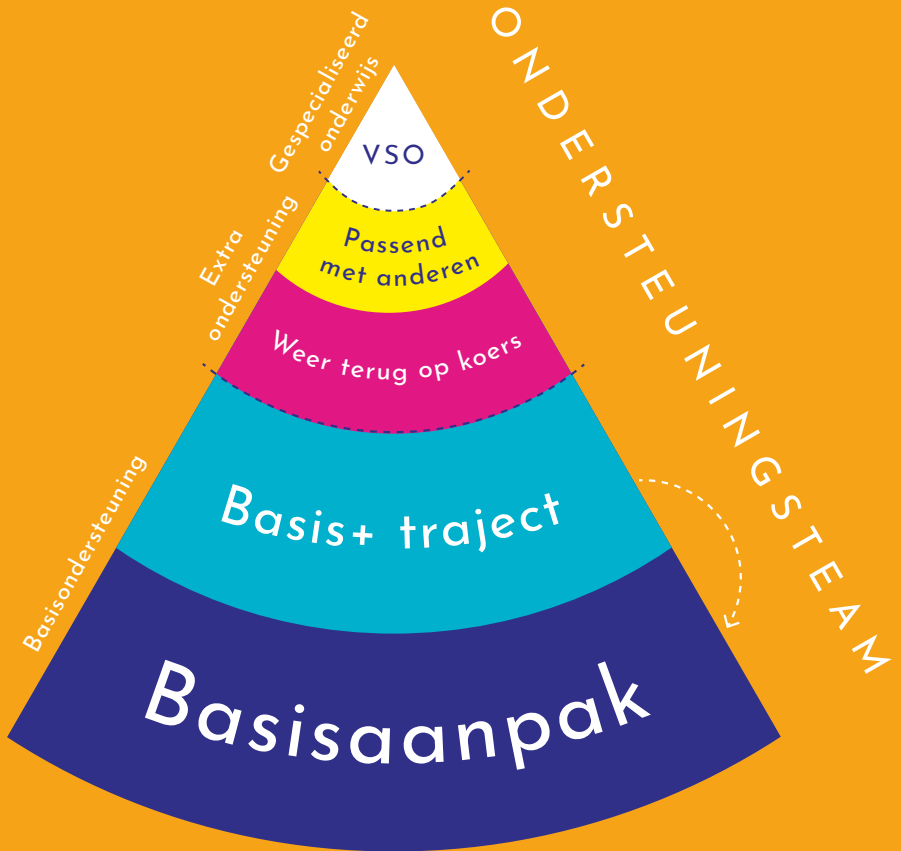 Gespecialiseerd
onderwijs
Extra
ondersteuning
Basisondersteuning
VSO
Passend
met anderen
Weer terug op koers
Basis+ traject
Basisaanpak
ONDERSTEUNINGSTEAM